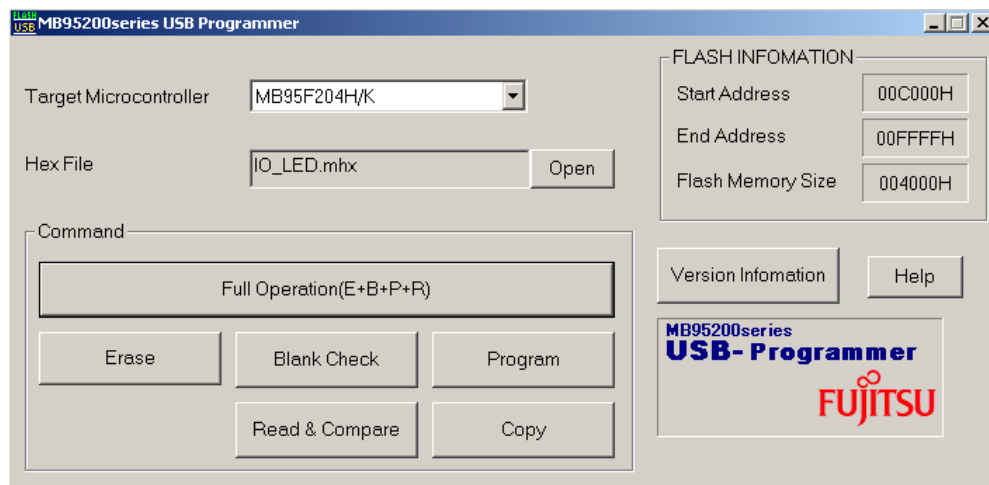 FLASH
USB
MB95200series USB Programmer
Target Microcontroller
MB95F204H/K
Hex File
IO_LED.mhx
Open
FLASH INFOMATION
Start Address
00C000H
End Address
00FFFFH
Flash Memory Size
004000H
Command
Full Operation(E+B+P+R)
Erase
Blank Check
Program
Read & Compare
Copy
Version Infomation
Help
MB95200series
USB- Programmer
FUJITSU